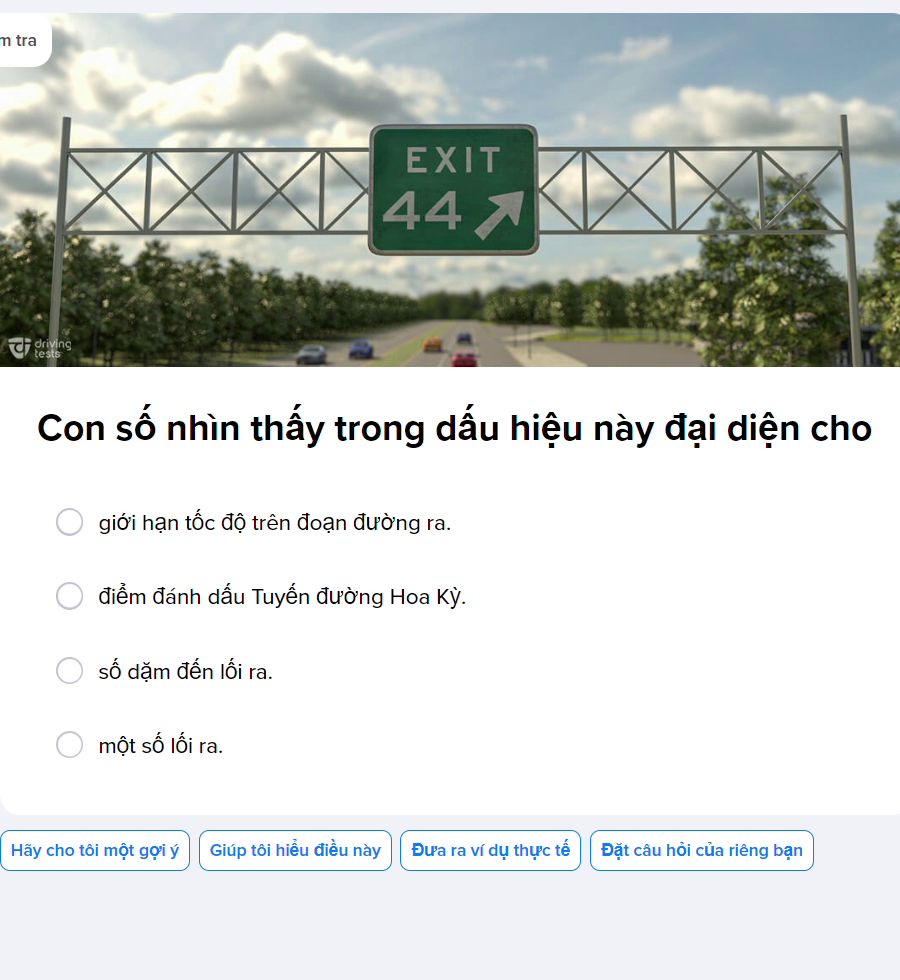 m tra
EXIT
44
driving
tests
Con số nhìn thấy trong dấu hiệu này đại diện cho
giới hạn tốc độ trên đoạn đường ra.
điểm đánh dấu Tuyến đường Hoa Kỳ.
số dặm đến lối ra.
một số lối ra.
Hãy cho tôi một gợi ý Giúp tôi hiểu điều này Đưa ra ví dụ thực tế Đặt câu hỏi của riêng bạn